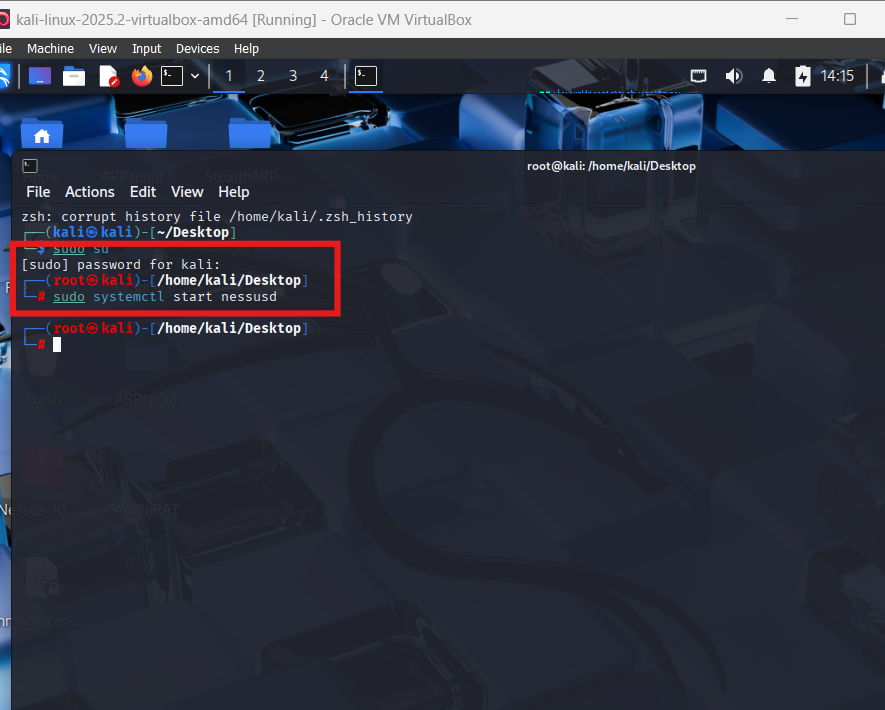 kali-linux-2025.2-virtualbox-amd64 [Running] - Oracle VM VirtualBox
ile Machine View Input Devices Help
1 2 3 4 14:15
Home ARPspoof StealthARP...
root@kali: /home/kali/Desktop
File Actions Edit View Help
zsh: corrupt history file /home/kali/.zsh_history
┌──(kali㉿kali)-[~/Desktop]
└─$ sudo su
[sudo] password for kali:
┌──(root㉿kali)-[/home/kali/Desktop]
└─# sudo systemctl start nessusd
┌──(root㉿kali)-[/home/kali/Desktop]
└─#
Trash ARPspoof
Nessus-10... AndroRAT
nmap scan...